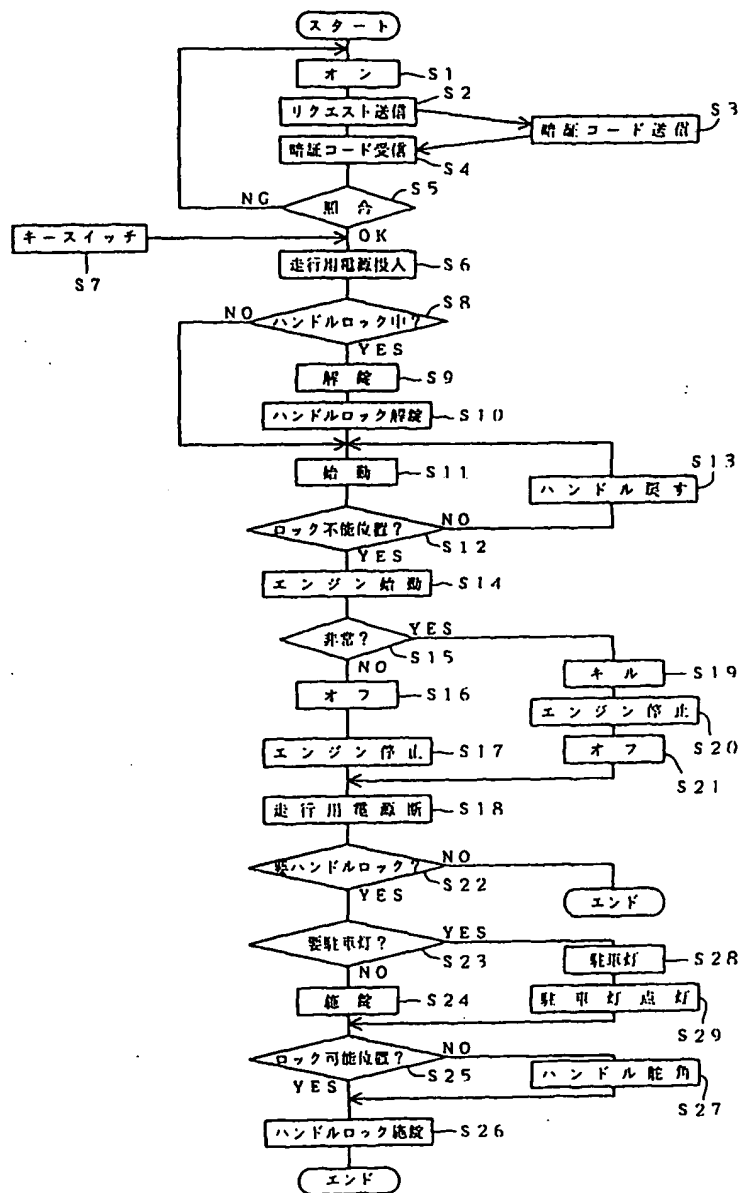 スタート
オン
S1
S2
リクエスト送信
S3
暗証コード送信
暗証コード受信
S4
S5
NG
照合
OK
キースイッチ
S7
走行用電源投入
S6
S8
NO
ハンドルロック中?
YES
解錠
S9
ハンドルロック解錠
S10
始動
S11
S13
ハンドル戻す
ロック不能位置?
NO
S12
YES
エンジン始動
S14
非常?
YES
S15
NO
キル
S19
オフ
S16
エンジン停止
S20
エンジン停止
S17
オフ
S21
走行用電源断
S18
要ハンドルロック?
NO
S22
YES
エンド
要駐車灯?
YES
S23
NO
駐車灯
S28
施錠
S24
駐車灯点灯
S29
ロック可能位置?
NO
S25
YES
ハンドル舵角
S27
ハンドルロック施錠
S26
エンド